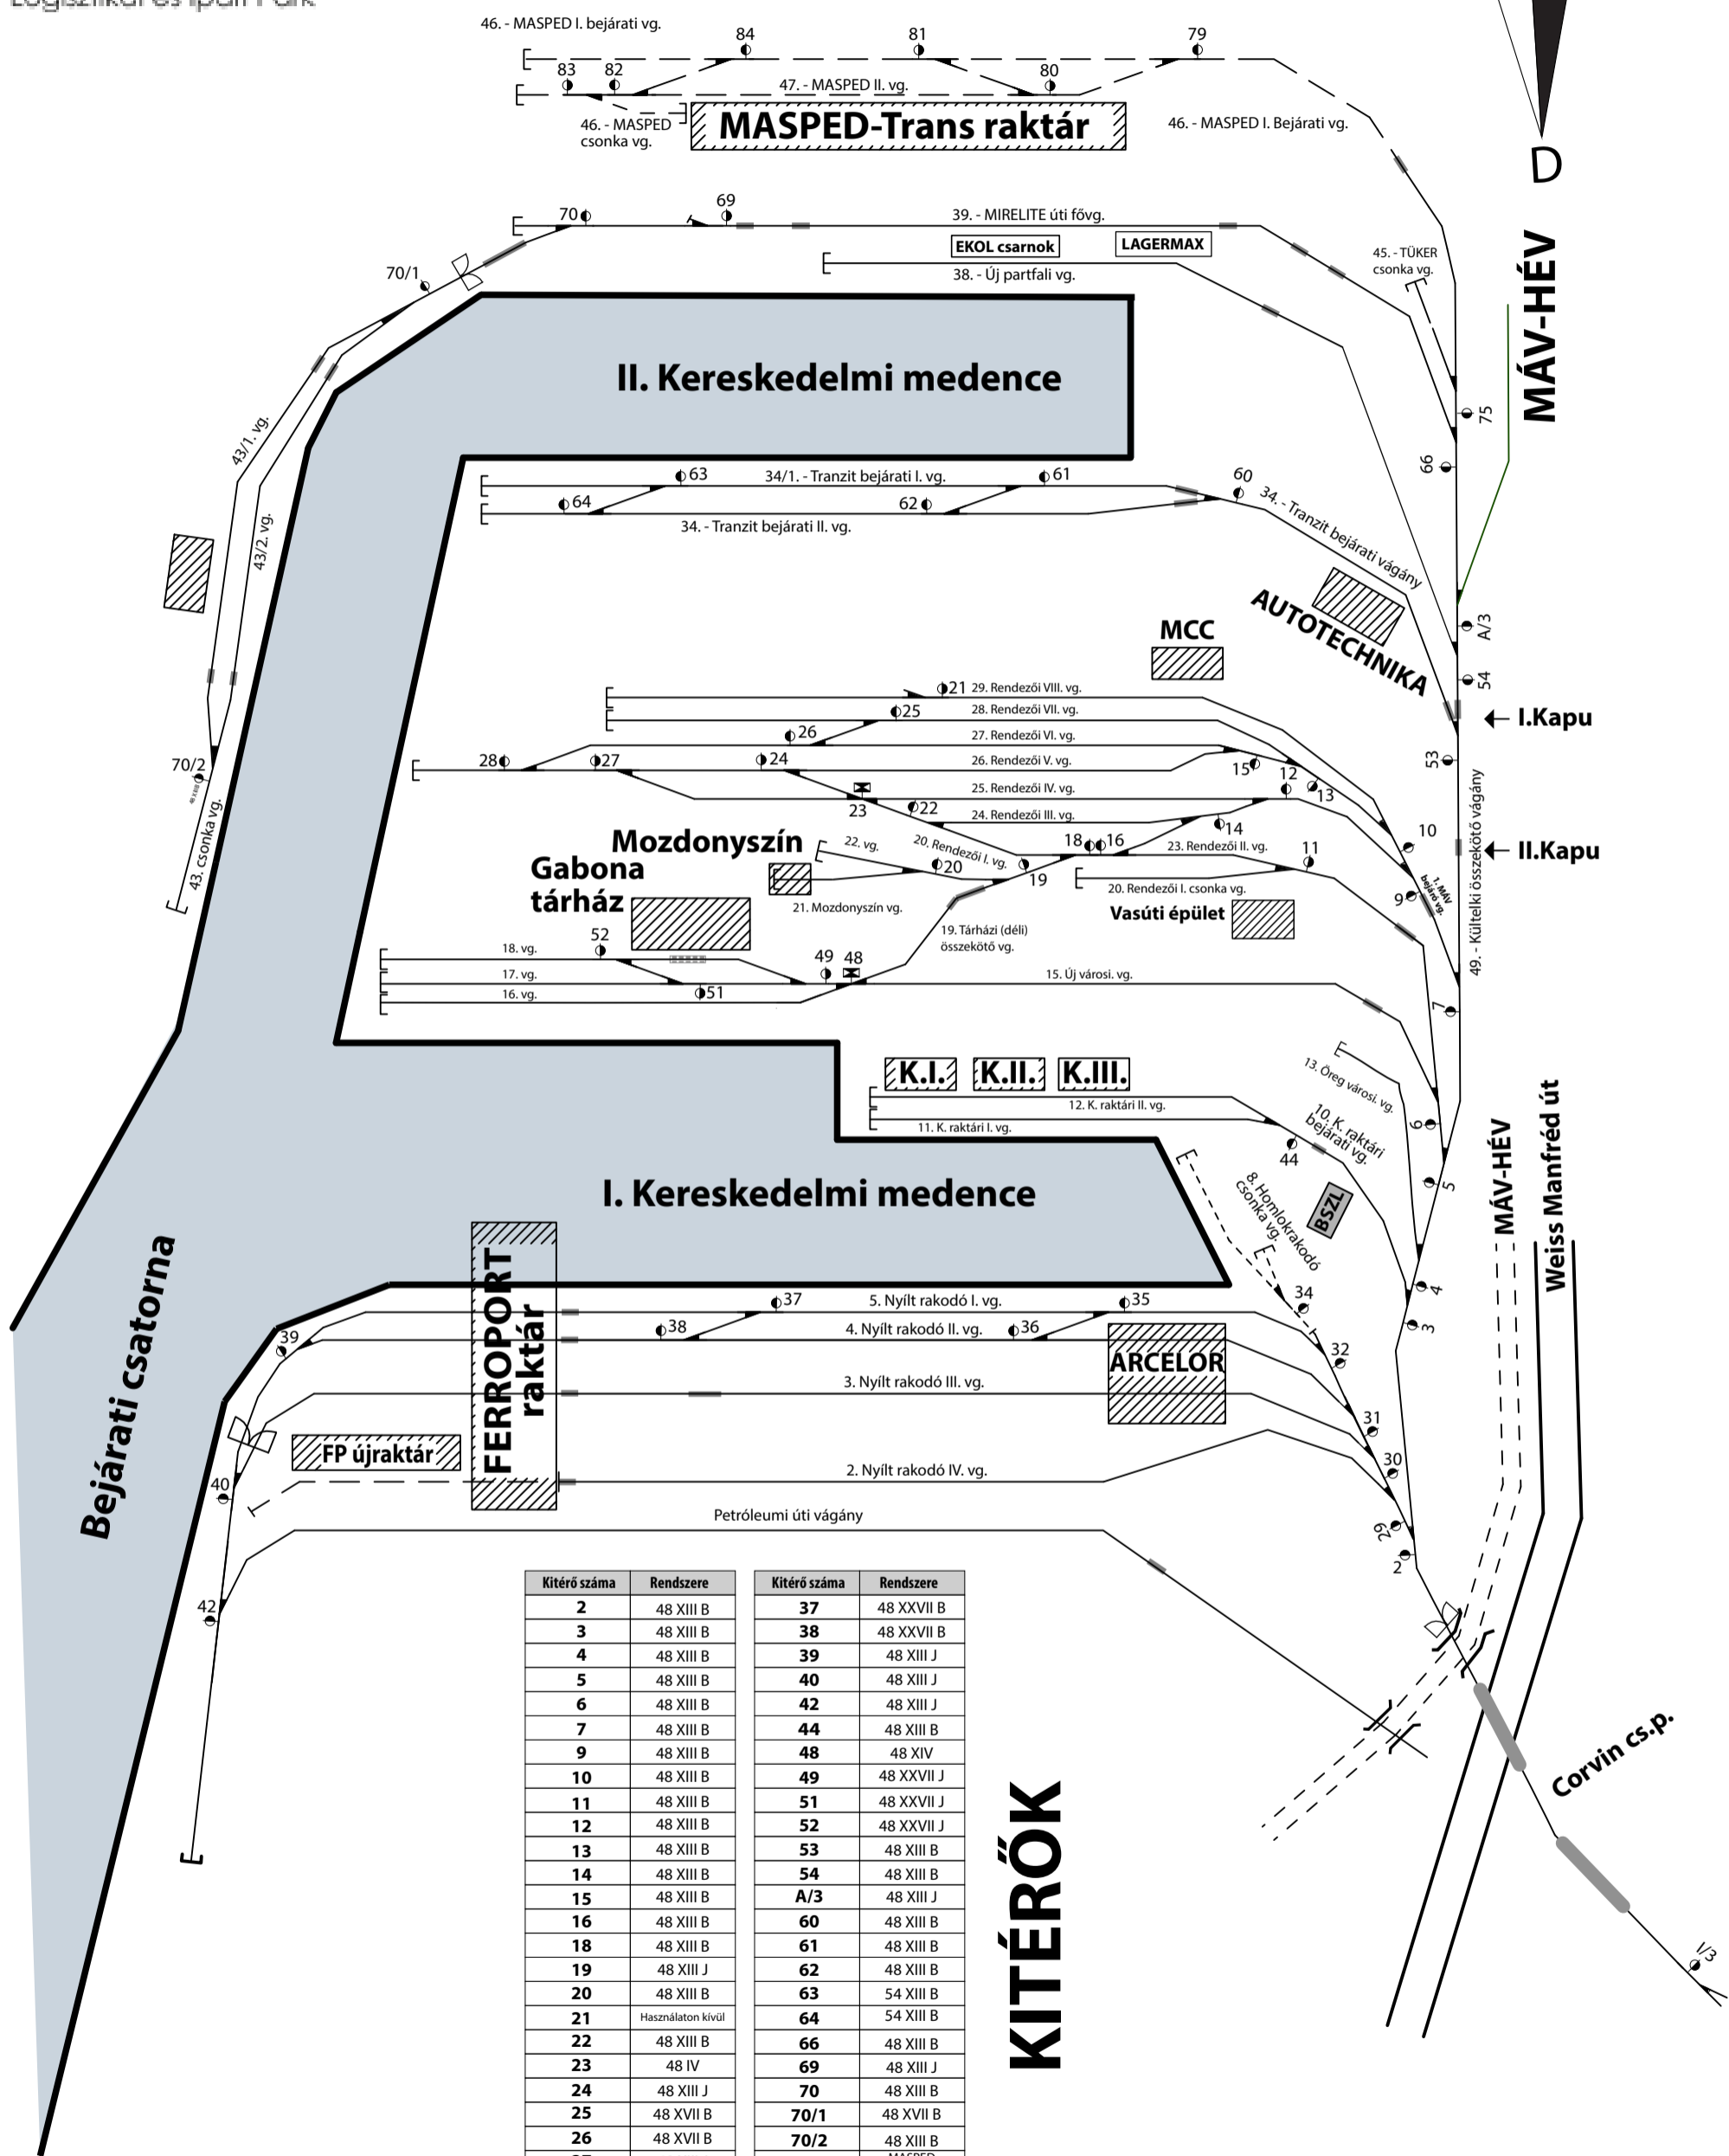 Logisztikai és Ipari Park
46. - MASPED I. bejárati vg.
84
81
79
83
82
47. - MASPED II. vg.
80
46. - MASPED
csonka vg.
MASPED-Trans raktár
46. - MASPED I. Bejárati vg.
D
70
69
39. - MIRELITE úti fővg.
EKOL csarnok
LAGERMAX
38. - Új partfali vg.
45. - TÜKER
csonka vg.
MÁV-HÉV
70/1
II. Kereskedelmi medence
43/1. vg.
43/2. vg.
75
66
63
34/1. - Tranzit bejárati I. vg.
61
60
64
62
34. - Tranzit bejárati II. vg.
34. - Tranzit bejárati vágány
AUTOTECHNIKA
A/3
54
MCC
I.Kapu
53
21
29. Rendezői VIII. vg.
25
28. Rendezői VII. vg.
26
27. Rendezői VI. vg.
28
27
24
26. Rendezői V. vg.
15
12
13
25. Rendezői IV. vg.
23
22
24. Rendezői III. vg.
14
10
II.Kapu
49. - Kültelki összekötő vágány
70/2
48 XIII B
43. csonka vg.
Mozdonyszín
22. vg.
20. Rendezői I. vg.
18
16
23. Rendezői II. vg.
11
20
19
20. Rendezői I. csonka vg.
9
1. MÁV
bejáró vg.
Gabona
tárház
21. Mozdonyszín vg.
Vasúti épület
19. Tárházi (déli)
összekötő vg.
52
18. vg.
49
48
17. vg.
15. Új városi. vg.
16. vg.
51
7
K.I.
K.II.
K.III.
12. K. raktári II. vg.
11. K. raktári I. vg.
13. Öreg városi. vg.
10. K. raktári
bejárati vg.
44
6
5
8. Homlokrakodó
csonka vg.
BSZL
MÁV-HÉV
Weiss Manfréd út
I. Kereskedelmi medence
Bejárati csatorna
FERROPORT
raktár
34
4
3
37
5. Nyílt rakodó I. vg.
35
39
38
4. Nyílt rakodó II. vg.
36
32
ARCELOR
3. Nyílt rakodó III. vg.
31
FP újraktár
30
40
2. Nyílt rakodó IV. vg.
29
Petróleumi úti vágány
2
42
Corvin cs.p.
I/3
KITÉRŐK
Kitérő száma Rendszere
2 48 XIII B
3 48 XIII B
4 48 XIII B
5 48 XIII B
6 48 XIII B
7 48 XIII B
9 48 XIII B
10 48 XIII B
11 48 XIII B
12 48 XIII B
13 48 XIII B
14 48 XIII B
15 48 XIII B
16 48 XIII B
18 48 XIII B
19 48 XIII J
20 48 XIII B
21 Használaton kívül
22 48 XIII B
23 48 IV
24 48 XIII J
25 48 XVII B
26 48 XVII B
Kitérő száma Rendszere
37 48 XXVII B
38 48 XXVII B
39 48 XIII J
40 48 XIII J
42 48 XIII J
44 48 XIII B
48 48 XIV
49 48 XXVII J
51 48 XXVII J
52 48 XXVII J
53 48 XIII B
54 48 XIII B
A/3 48 XIII J
60 48 XIII B
61 48 XIII B
62 48 XIII B
63 54 XIII B
64 54 XIII B
66 48 XIII B
69 48 XIII J
70 48 XIII B
70/1 48 XVII B
70/2 48 XIII B